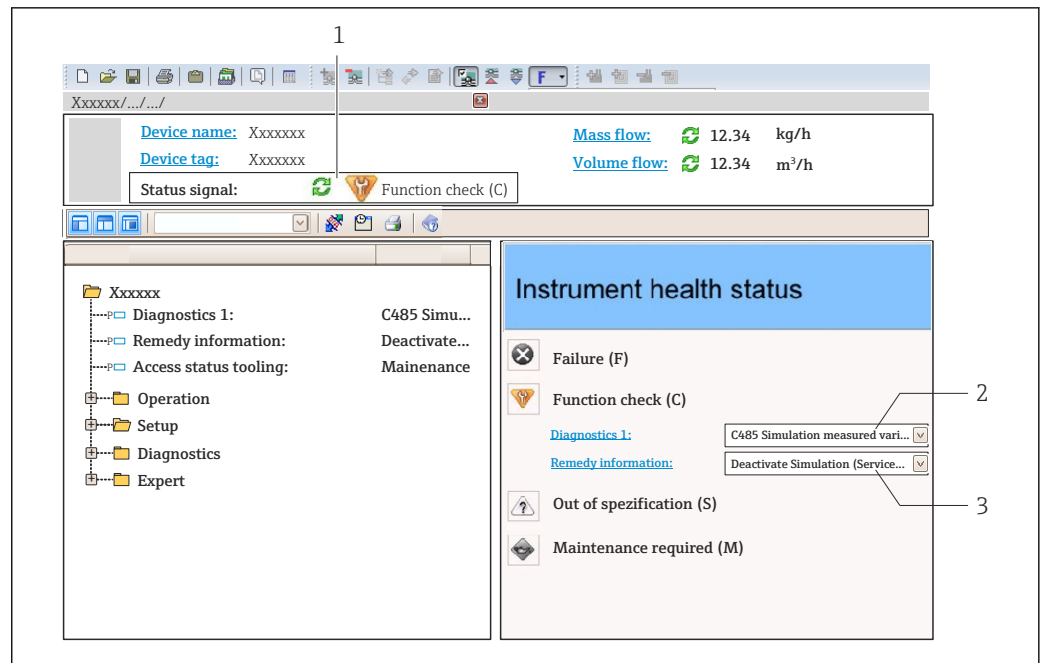 1
F
Xxxxxx/.../.../
Device name: Xxxxxxx
Mass flow: 12.34 kg/h
Device tag: Xxxxxxx
Volume flow: 12.34 m³/h
Status signal: Function check (C)
Xxxxxx
P Diagnostics 1: C485 Simu...
P Remedy information: Deactivate...
P Access status tooling: Mainenance
Operation
Setup
Diagnostics
Expert
Instrument health status
Failure (F)
Function check (C)
2
Diagnostics 1: C485 Simulation measured vari...
Remedy information: Deactivate Simulation (Service...
Out of spezification (S)
3
Maintenance required (M)